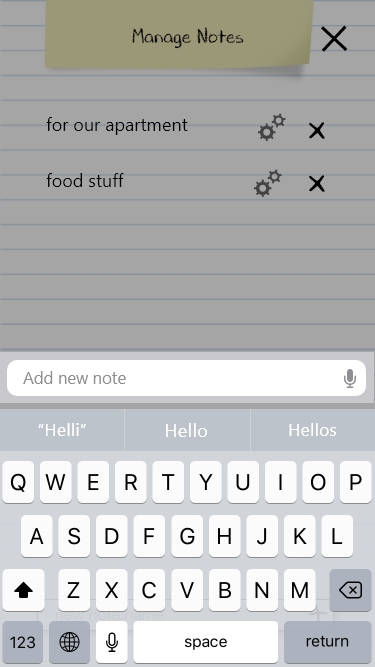 Manage Notes
for our apartment
food stuff
Add new note
"Helli" Hello Hellos
Q W E R T Y U I O P
A S D F G H J K L
Z X C V B N M
123 space return